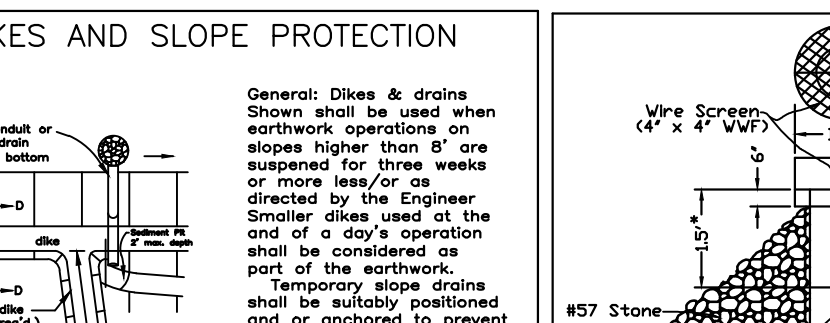 KES AND SLOPE PROTECTION
General: Dikes & drains
Shown shall be used when
earthwork operations on
slopes higher than 8' are
suspended for three weeks
or more less/or as
directed by the Engineer
Smaller dikes used at the
and of a day's operation
shall be considered as
part of the earthwork.
Temporary slope drains
shall be suitably positioned
and or anchored to prevent
nduit or
drain
bottom
D
Sediment Pit
2' max. depth
dike
D
dike
req'd.)
Wire Screen
(4" x 4" WWF)
6"
1.5'*
#57 Stone